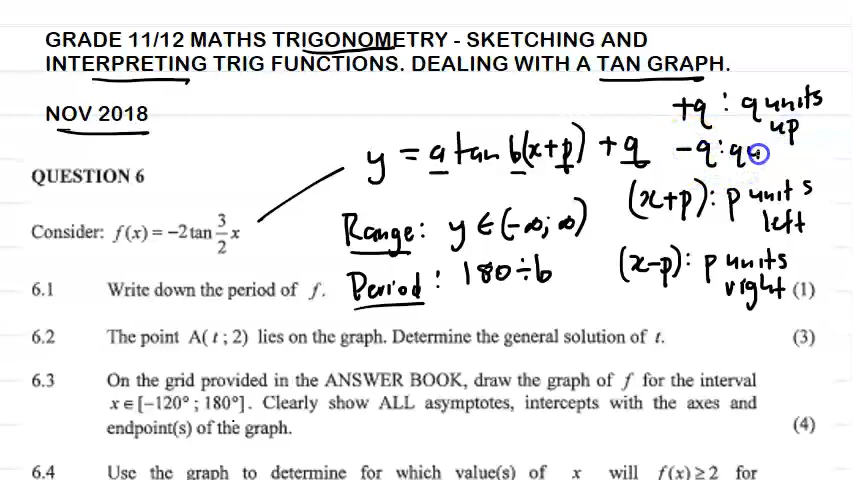 GRADE 11/12 MATHS TRIGONOMETRY - SKETCHING AND
INTERPRETING TRIG FUNCTIONS. DEALING WITH A TAN GRAPH.
NOV 2018
+q : q units up
y = a tan b(x+p) + q
-q : q
QUESTION 6
(x+p) : p units left
Consider: f(x) = −2 tan 3/2 x
Range : y ∈ (-∞; ∞)
(x-p) : p units right
Period : 180 ÷ b
6.1 Write down the period of f. (1)
6.2 The point A( t ; 2) lies on the graph. Determine the general solution of t. (3)
6.3 On the grid provided in the ANSWER BOOK, draw the graph of f for the interval
x ∈ [−120° ; 180°]. Clearly show ALL asymptotes, intercepts with the axes and
endpoint(s) of the graph. (4)
6.4 Use the graph to determine for which value(s) of x will f(x) ≥ 2 for